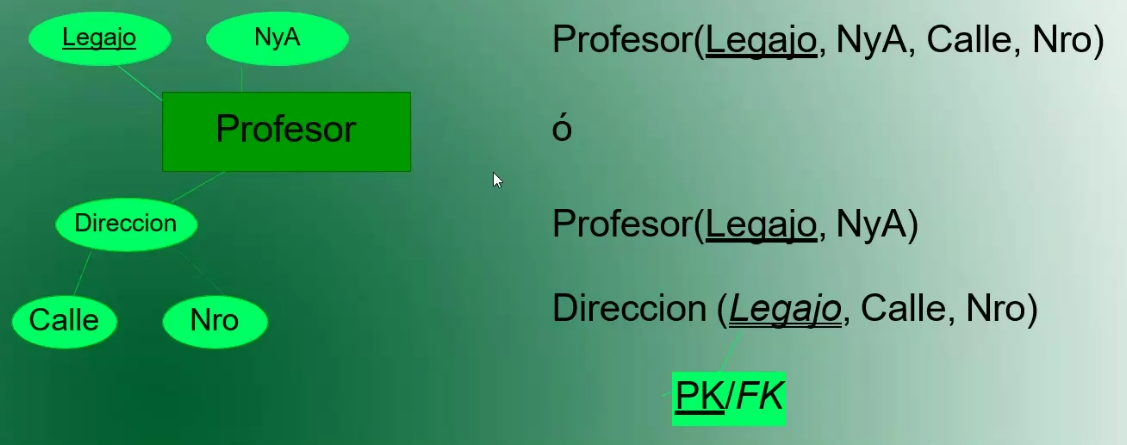 Legajo
NyA
Profesor
Direccion
Calle
Nro
Profesor(Legajo, NyA, Calle, Nro)
ó
Profesor(Legajo, NyA)
Direccion (Legajo, Calle, Nro)
PK/FK